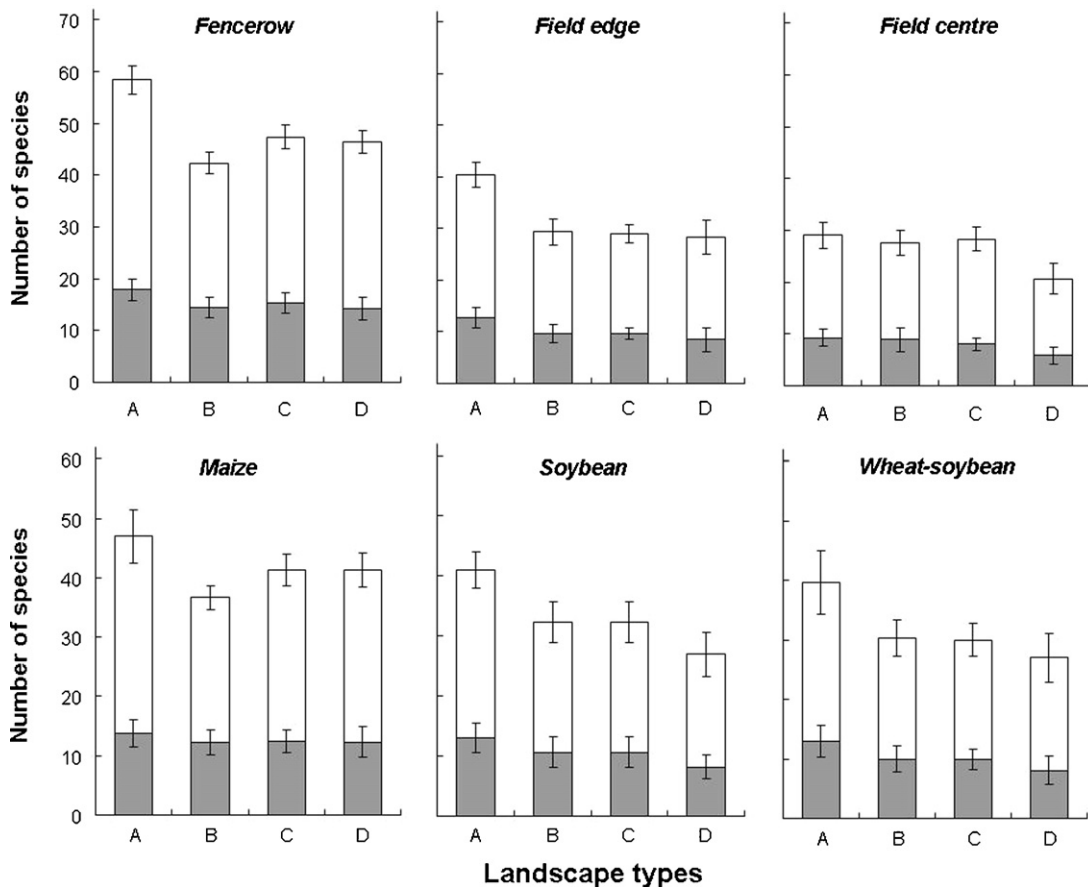 Fencerow
Field edge
Field centre
Number of species
70
60
50
40
30
20
10
0
A B C D
A B C D
A B C D
Maize
Soybean
Wheat-soybean
Number of species
60
50
40
30
20
10
0
A B C D
A B C D
A B C D
Landscape types